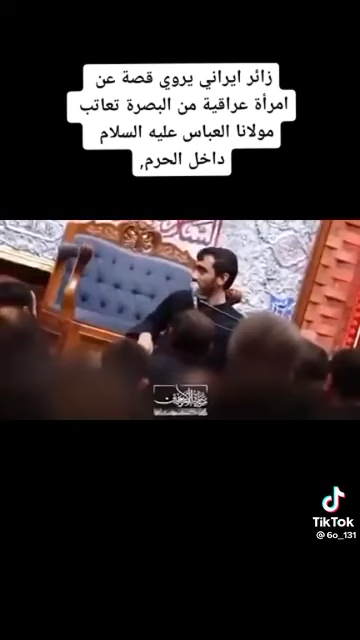 زائر ايراني يروي قصة عن
امرأة عراقية من البصرة تعاتب
مولانا العباس عليه السلام
داخل الحرم,
TikTok
@ 6o_131